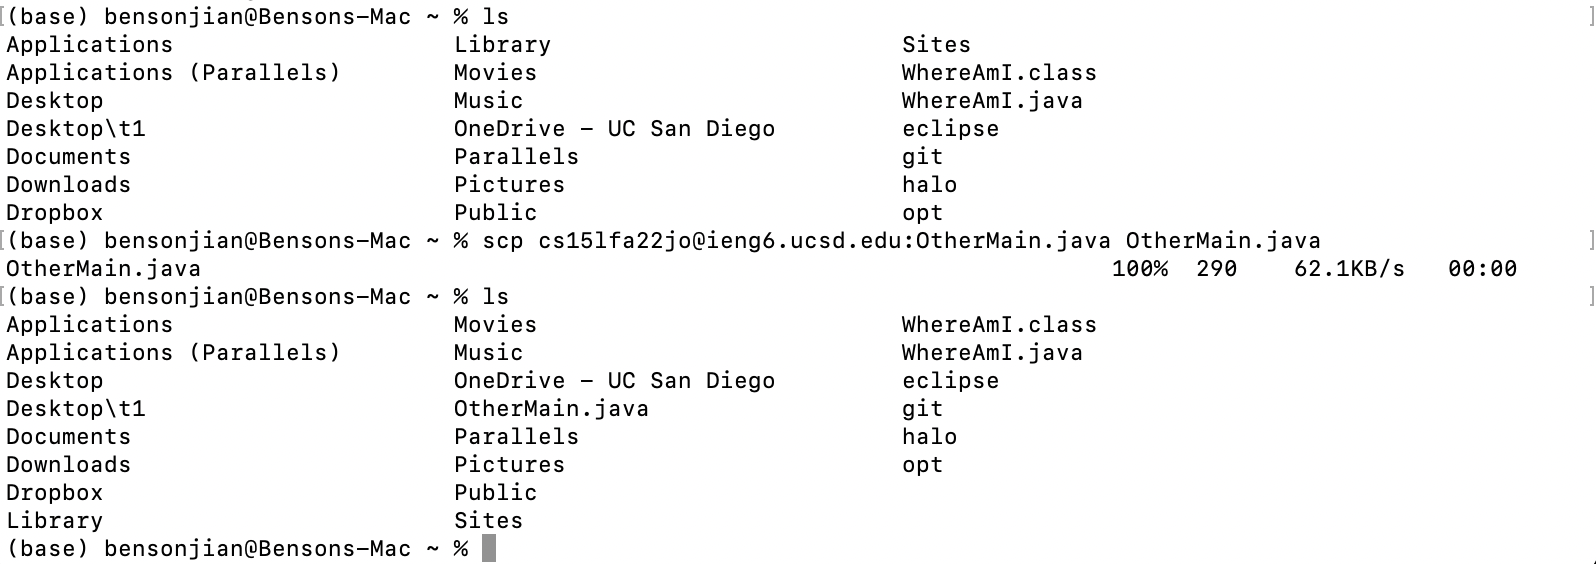 [(base) bensonjian@Bensons-Mac ~ % ls ]
Applications Library Sites
Applications (Parallels) Movies WhereAmI.class
Desktop Music WhereAmI.java
Desktop\t1 OneDrive - UC San Diego eclipse
Documents Parallels git
Downloads Pictures halo
Dropbox Public opt
[(base) bensonjian@Bensons-Mac ~ % scp cs15lfa22jo@ieng6.ucsd.edu:OtherMain.java OtherMain.java ]
OtherMain.java 100% 290 62.1KB/s 00:00
[(base) bensonjian@Bensons-Mac ~ % ls ]
Applications Movies WhereAmI.class
Applications (Parallels) Music WhereAmI.java
Desktop OneDrive - UC San Diego eclipse
Desktop\t1 OtherMain.java git
Documents Parallels halo
Downloads Pictures opt
Dropbox Public
Library Sites
(base) bensonjian@Bensons-Mac ~ %